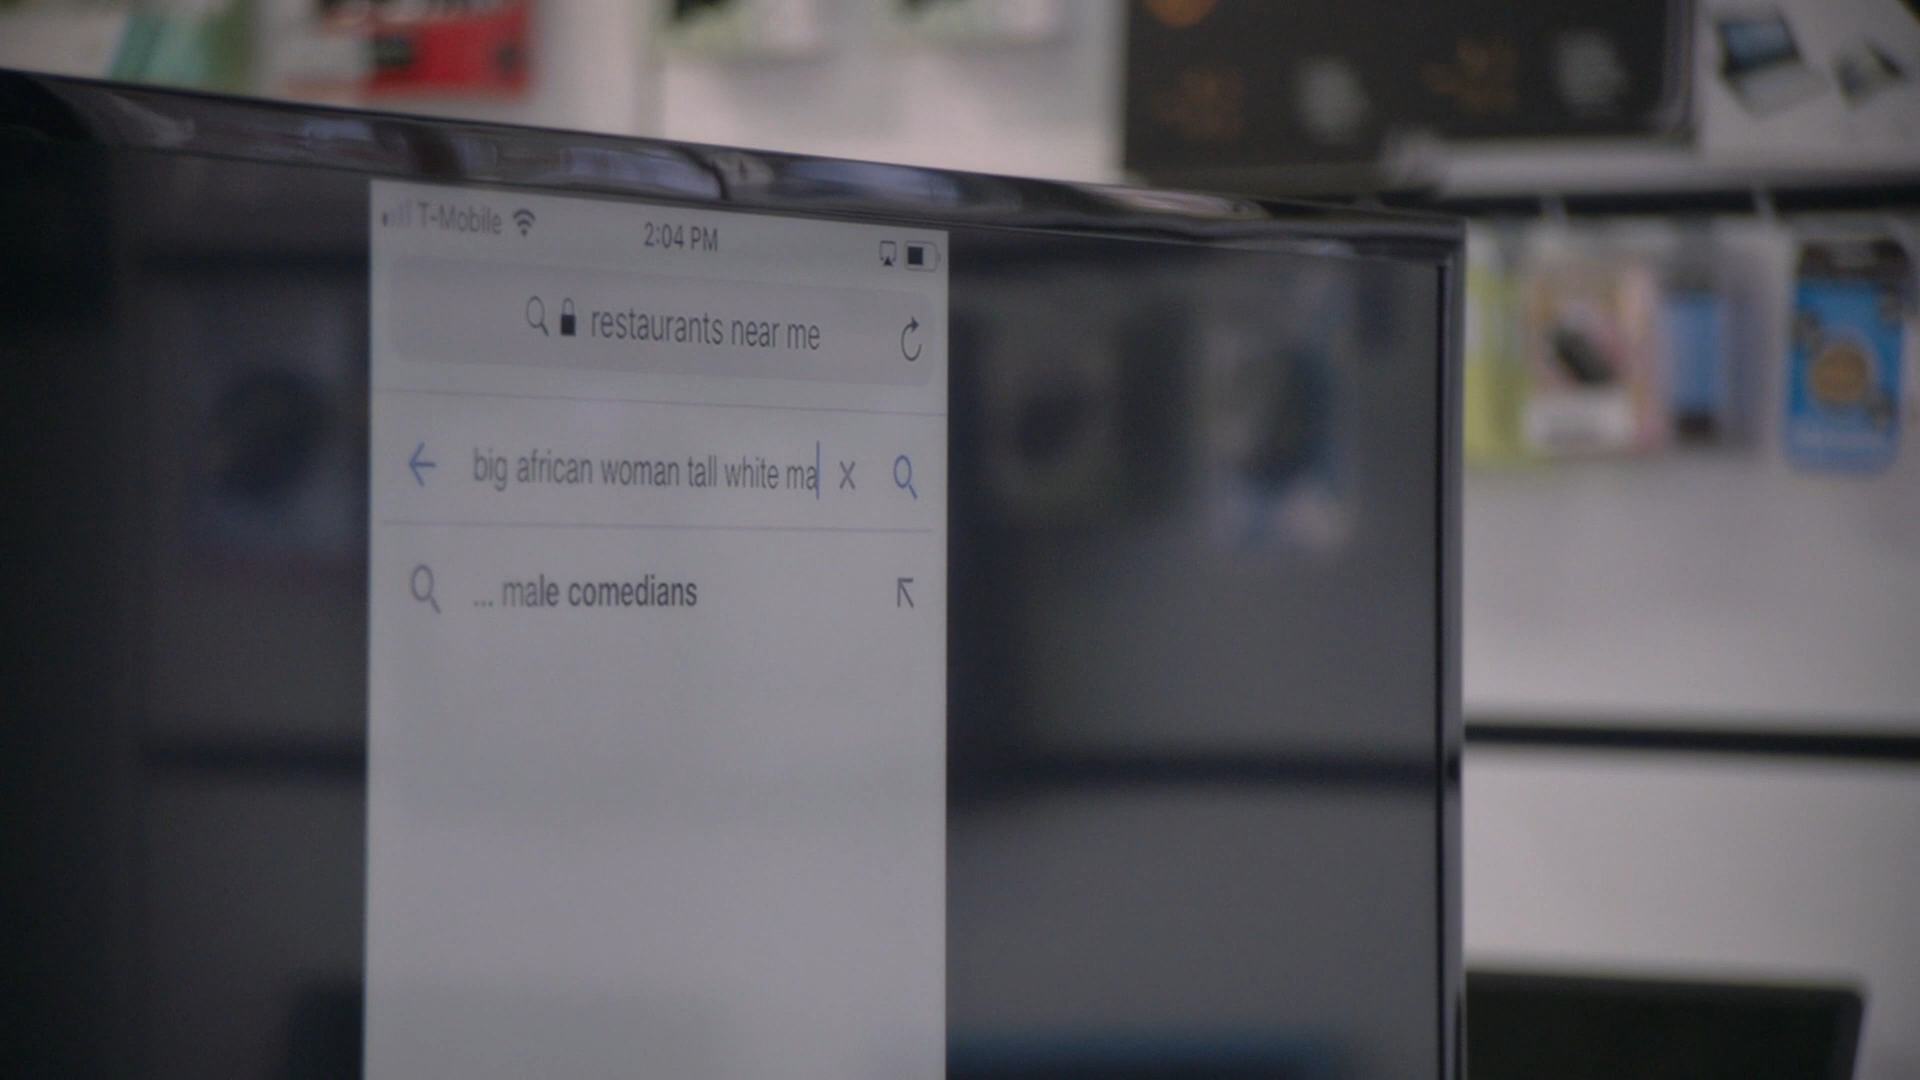 T-Mobile 2:04 PM
restaurants near me
big african woman tall white ma
... male comedians